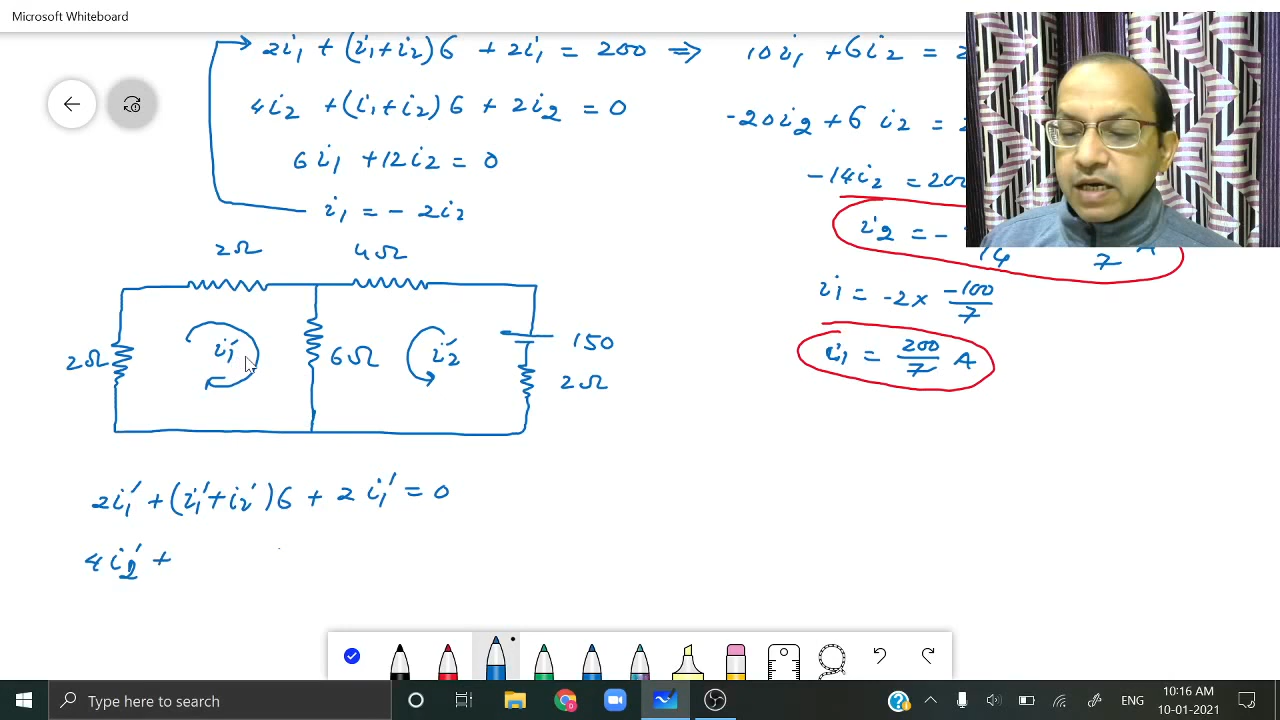 Microsoft Whiteboard
2i₁ + (i₁+i₂)6 + 2i₁ = 200 ⇒ 10i₁ + 6i₂ =
4i₂ + (i₁+i₂)6 + 2i₂ = 0
-20i₂ + 6 i₂ =
6i₁ + 12i₂ = 0
-14i₂ = 200
i₁ = - 2i₂
i₂ = -
14
7
A
i₁ = -2 × -100/7
i₁ = 200/7 A
2Ω 4Ω
2Ω i₁' 6Ω i₂' 150
2Ω
2i₁' + (i₁'+i₂')6 + 2i₁' = 0
4i₂' +
Type here to search
ENG
10:16 AM
10-01-2021